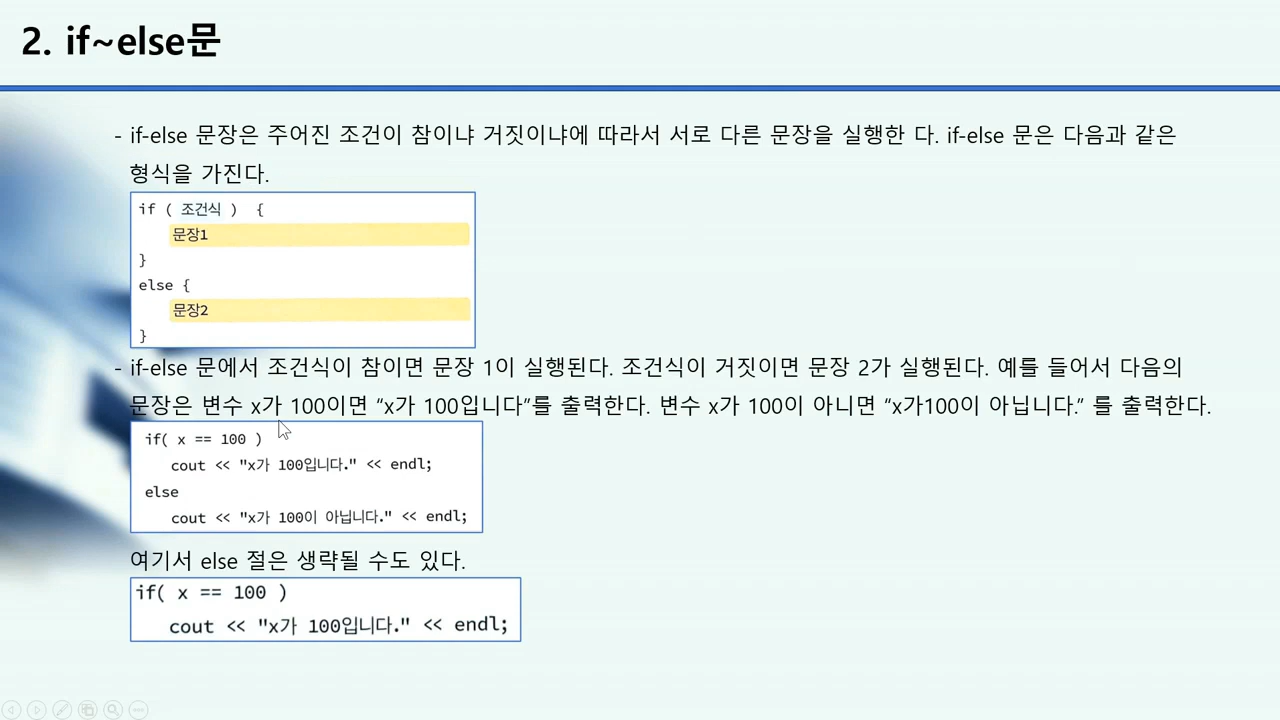 2. if~else문
- if-else 문장은 주어진 조건이 참이냐 거짓이냐에 따라서 서로 다른 문장을 실행한 다. if-else 문은 다음과 같은
형식을 가진다.
if ( 조건식 ) {
문장1
}
else {
문장2
}
- if-else 문에서 조건식이 참이면 문장 1이 실행된다. 조건식이 거짓이면 문장 2가 실행된다. 예를 들어서 다음의
문장은 변수 x가 100이면 “x가 100입니다”를 출력한다. 변수 x가 100이 아니면 “x가100이 아닙니다.” 를 출력한다.
if( x == 100 )
cout << "x가 100입니다." << endl;
else
cout << "x가 100이 아닙니다." << endl;
여기서 else 절은 생략될 수도 있다.
if( x == 100 )
cout << "x가 100입니다." << endl;